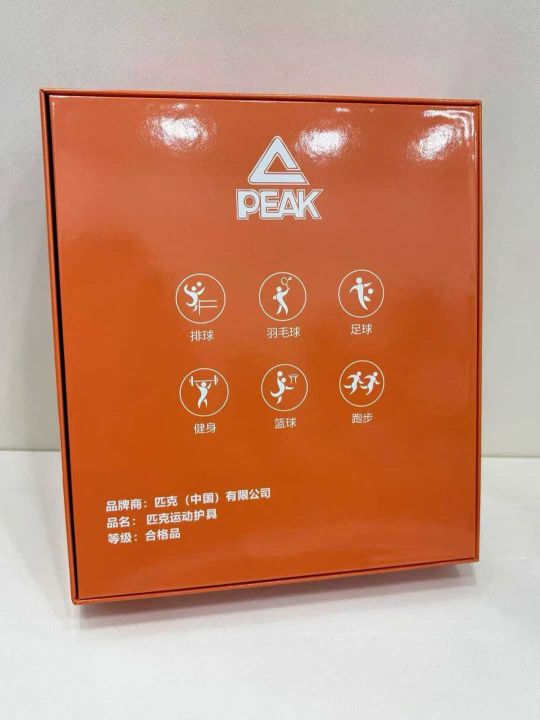 PEAK
排球 羽毛球 足球
健身 篮球 跑步
品牌商：匹克（中国）有限公司
品名： 匹克运动护具
等级：合格品